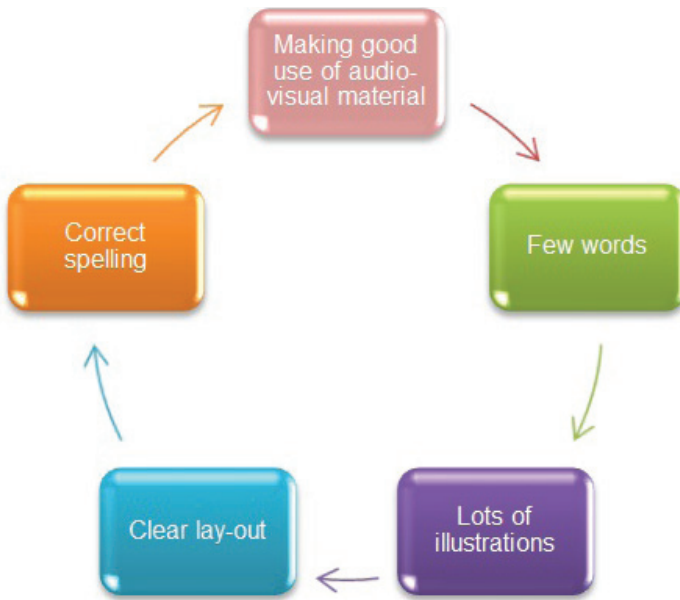 Making good
use of audio-
visual material
Few words
Lots of
illustrations
Clear lay-out
Correct
spelling